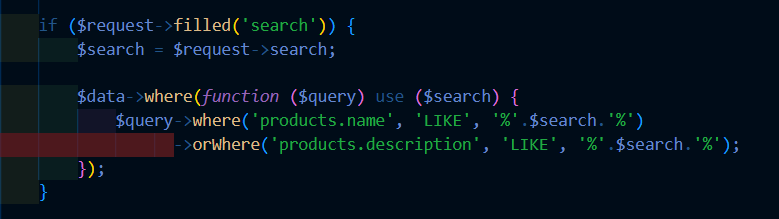 if ($request->filled('search')) {
$search = $request->search;
$data->where(function ($query) use ($search) {
$query->where('products.name', 'LIKE', '%'.$search.'%')
->orWhere('products.description', 'LIKE', '%'.$search.'%');
});
}